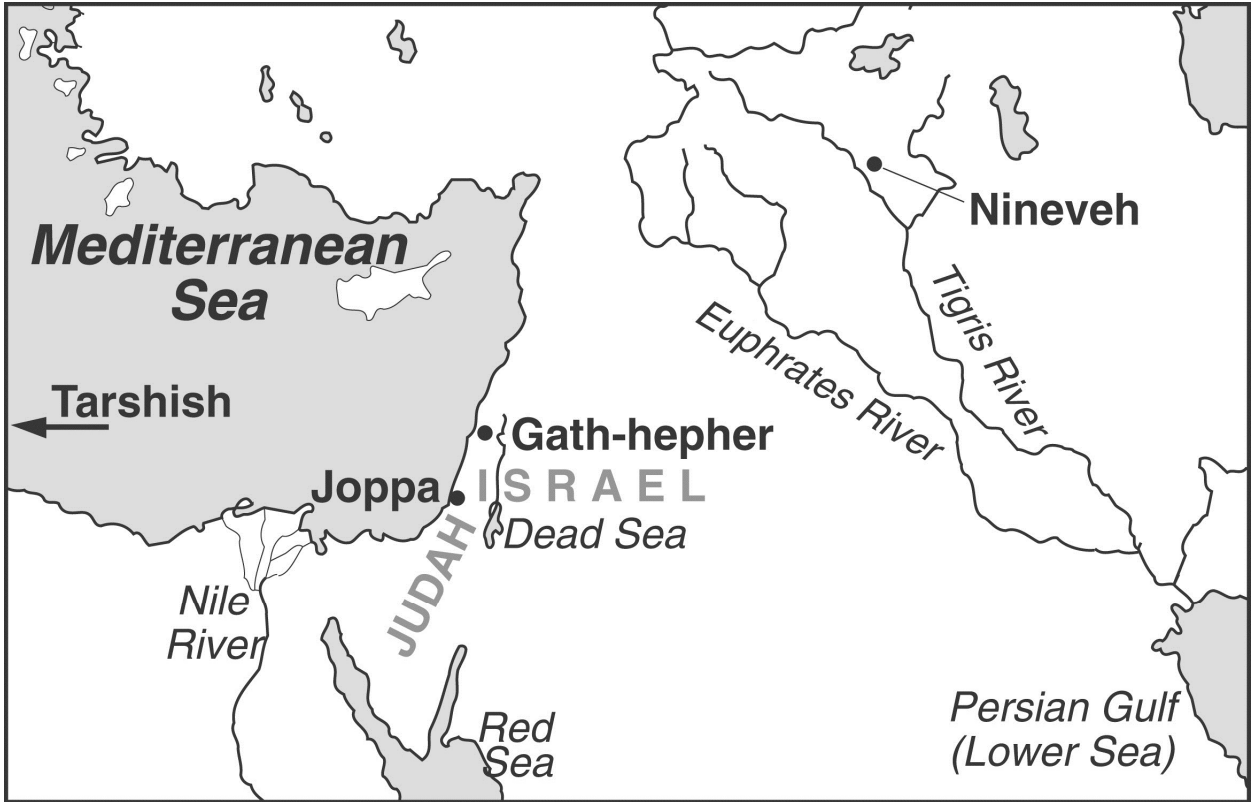 Nineveh
Mediterranean
Sea
Tigris River
Euphrates River
Tarshish
Gath-hepher
ISRAEL
Joppa
Dead Sea
JUDAH
Nile
River
Persian Gulf
(Lower Sea)
Red
Sea